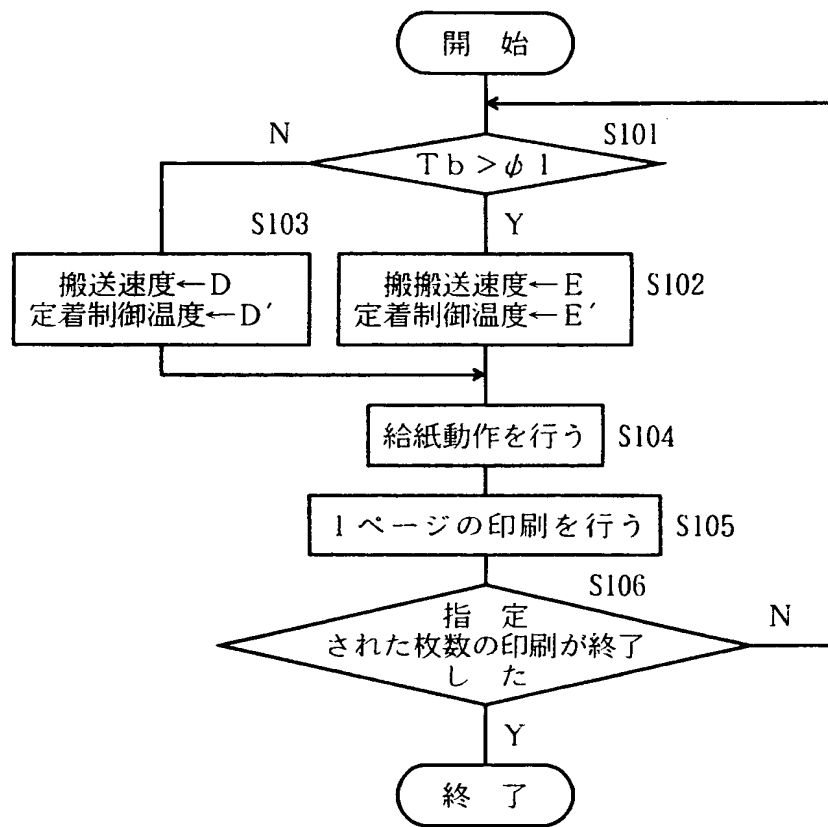 開 始
N
S101
Tb>φ1
S103
Y
搬送速度←D
定着制御温度←D′
搬搬送速度←E
定着制御温度←E′
S102
給紙動作を行う
S104
1ページの印刷を行う
S105
S106
指 定
された枚数の印刷が終了
し た
N
Y
終 了